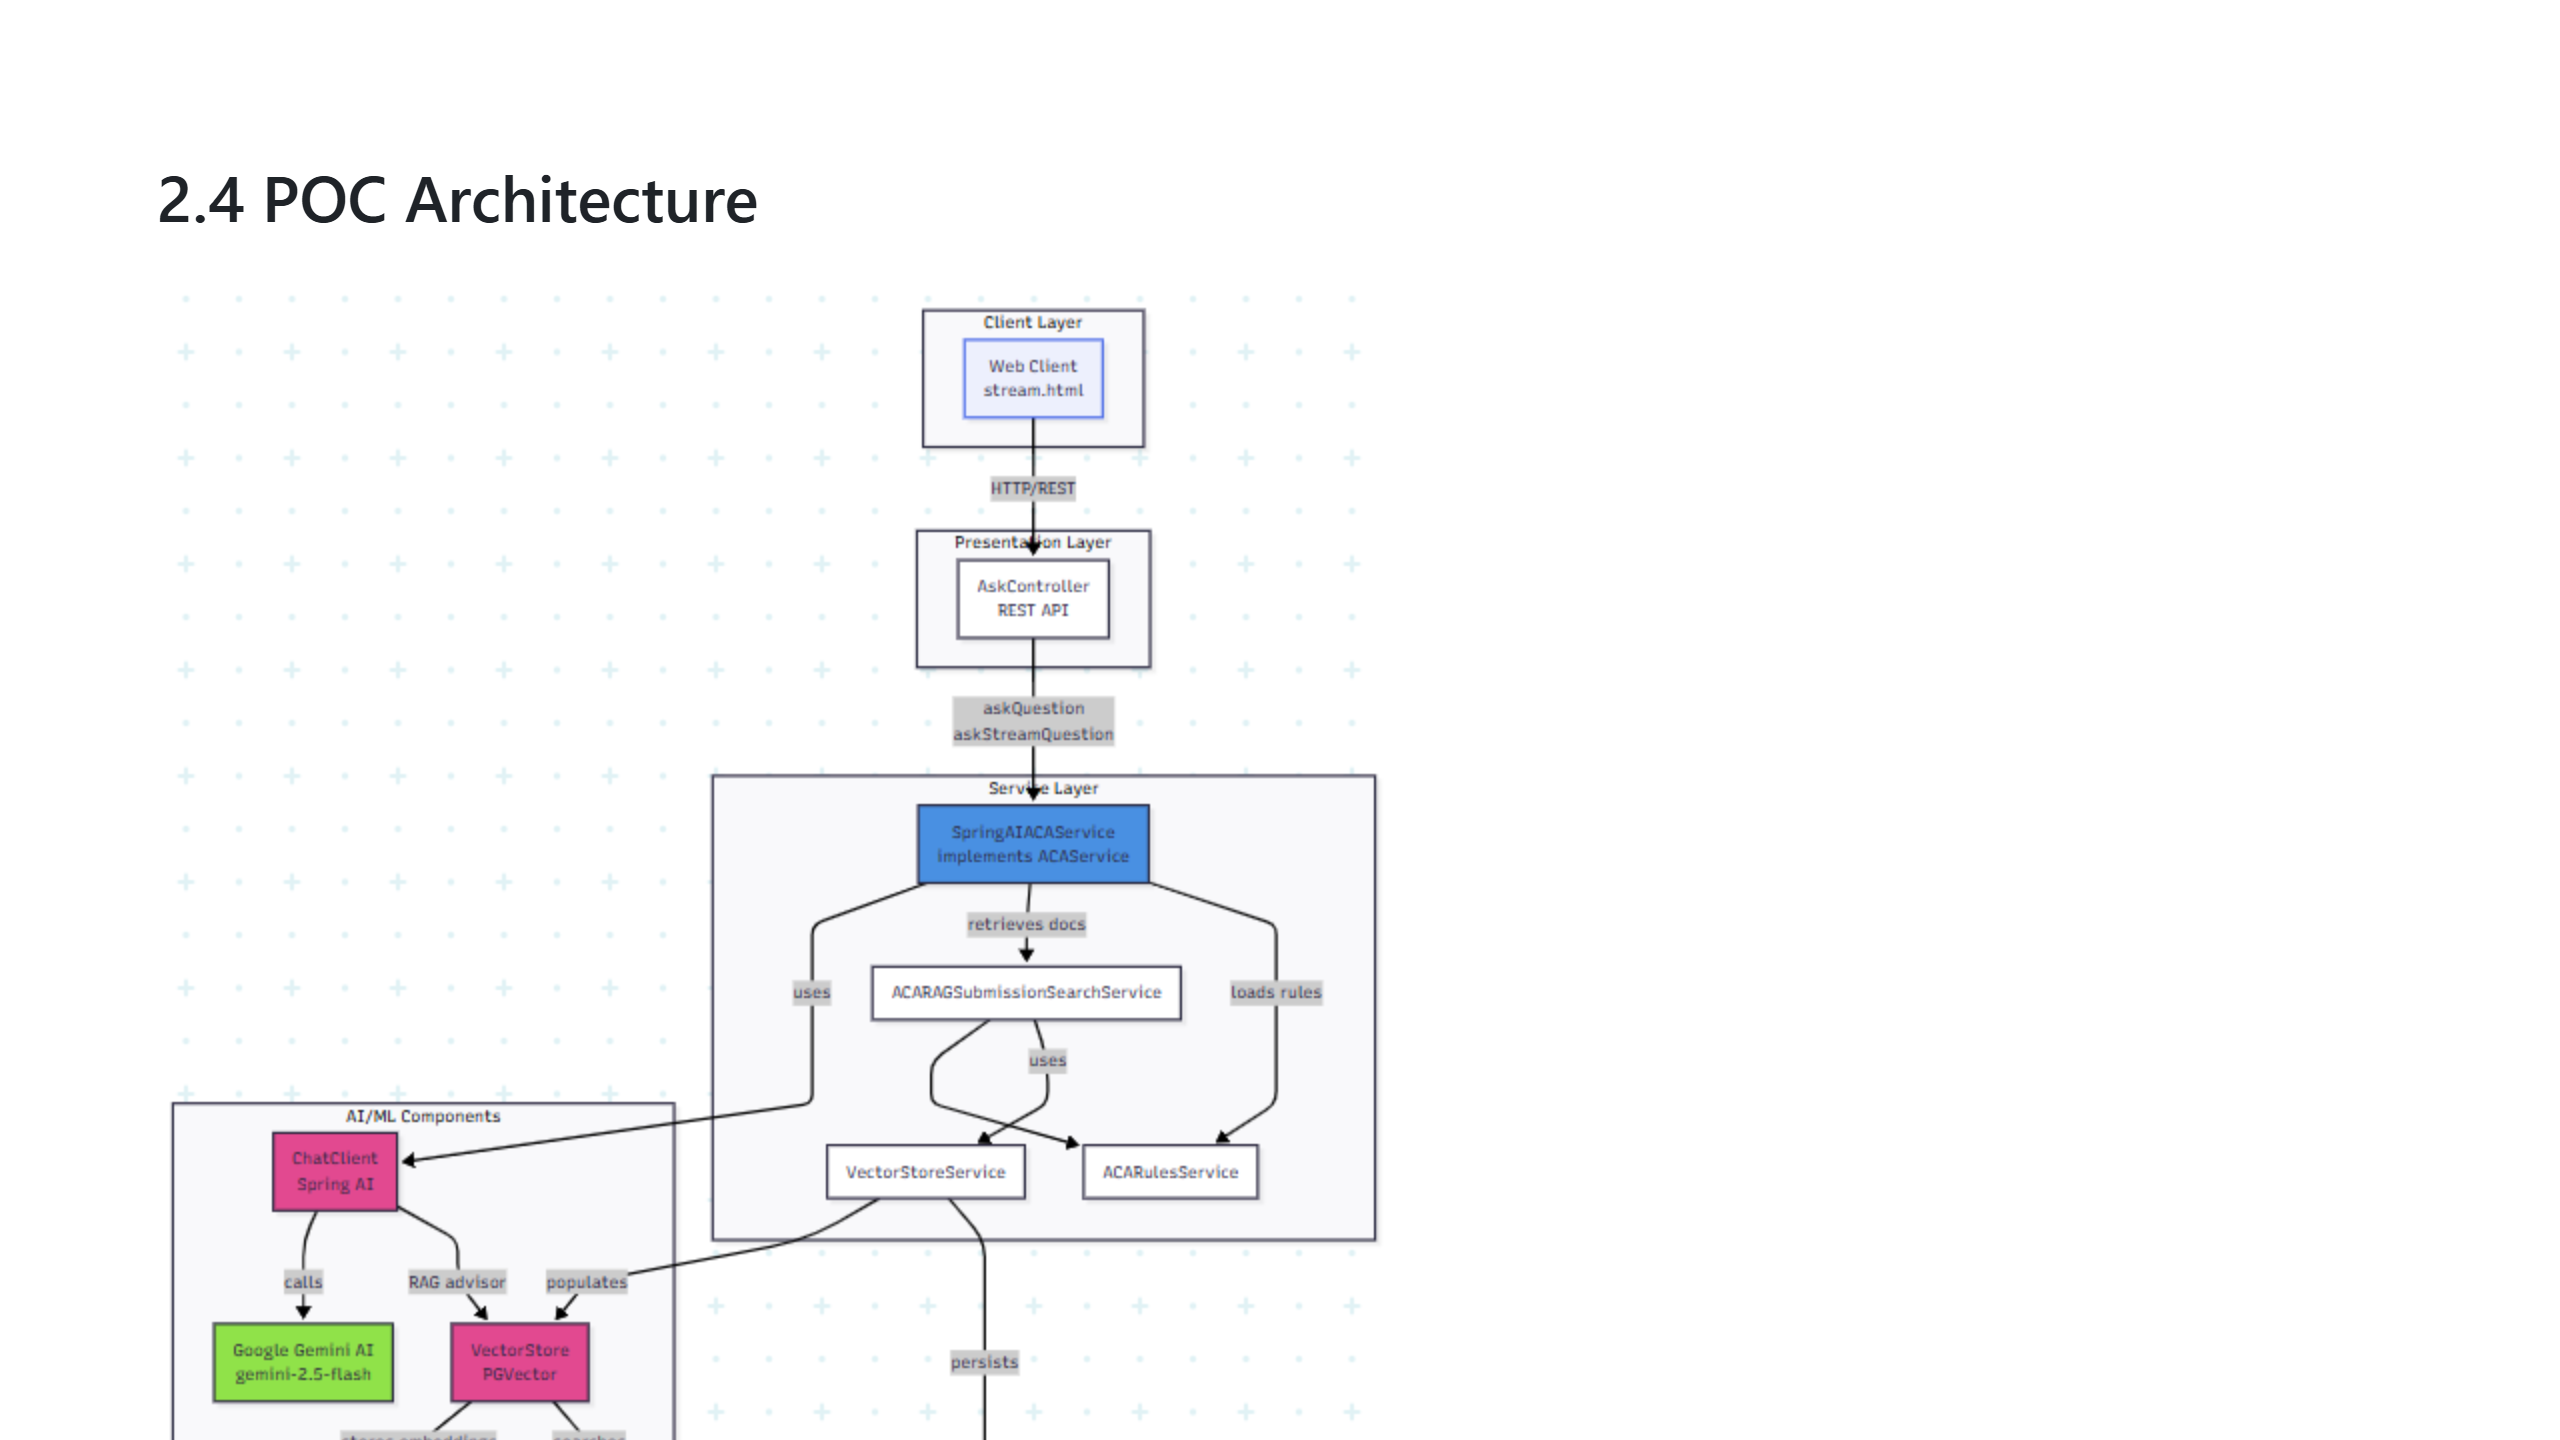 2.4 POC Architecture
Client Layer
Web Client
stream.html
HTTP/REST
Presentation Layer
AskController
REST API
askQuestion
askStreamQuestion
Service Layer
SpringAIACAService
implements ACAService
retrieves docs
uses
ACARAGSubmissionSearchService
loads rules
uses
VectorStoreService
ACARulesService
AI/ML Components
ChatClient
Spring AI
calls
RAG advisor
populates
Google Gemini AI
gemini-2.5-flash
VectorStore
PGVector
persists